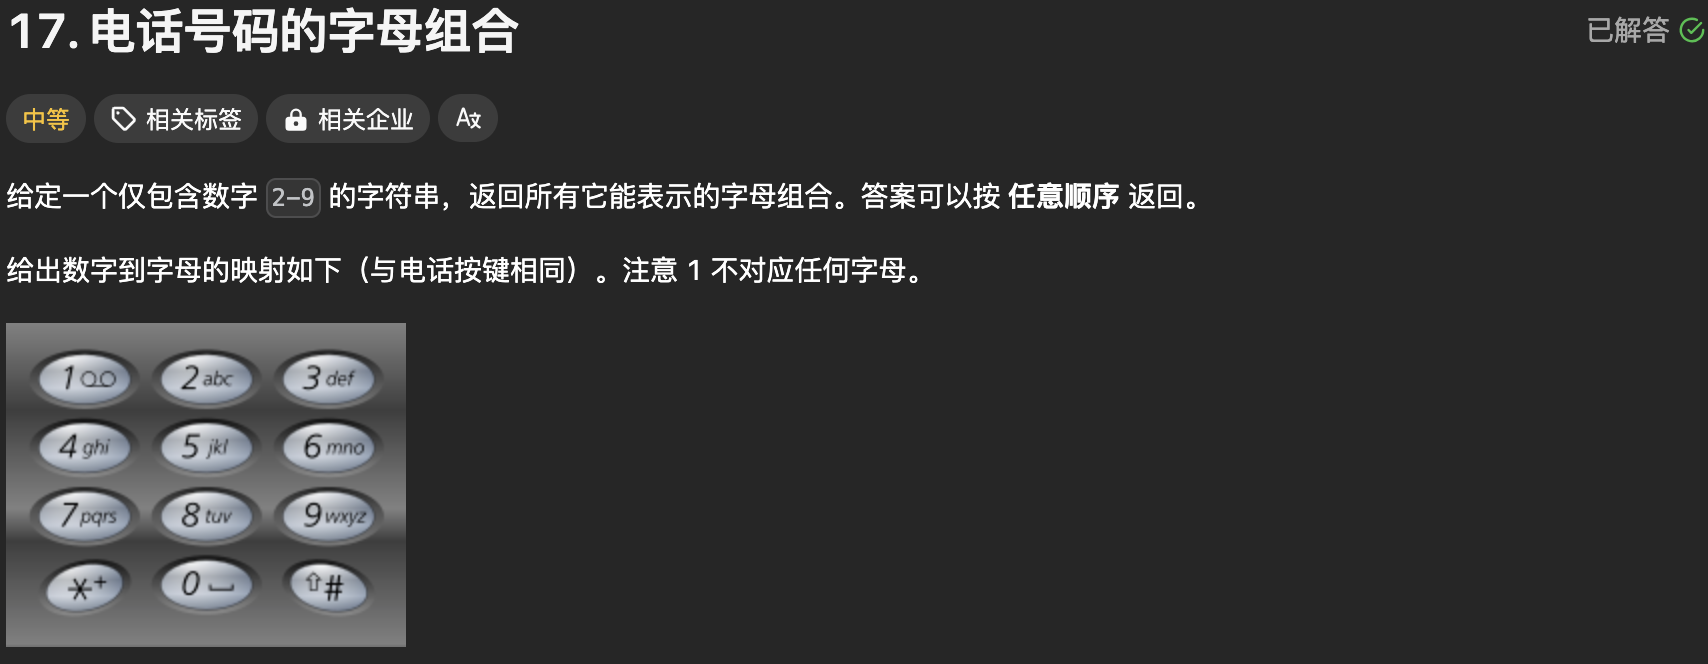 17. 电话号码的字母组合
已解答
中等 相关标签 相关企业
给定一个仅包含数字 2-9 的字符串，返回所有它能表示的字母组合。答案可以按 任意顺序 返回。
给出数字到字母的映射如下（与电话按键相同）。注意 1 不对应任何字母。
1 2 abc 3 def
4 ghi 5 jkl 6 mno
7 pqrs 8 tuv 9 wxyz
*+ 0 #